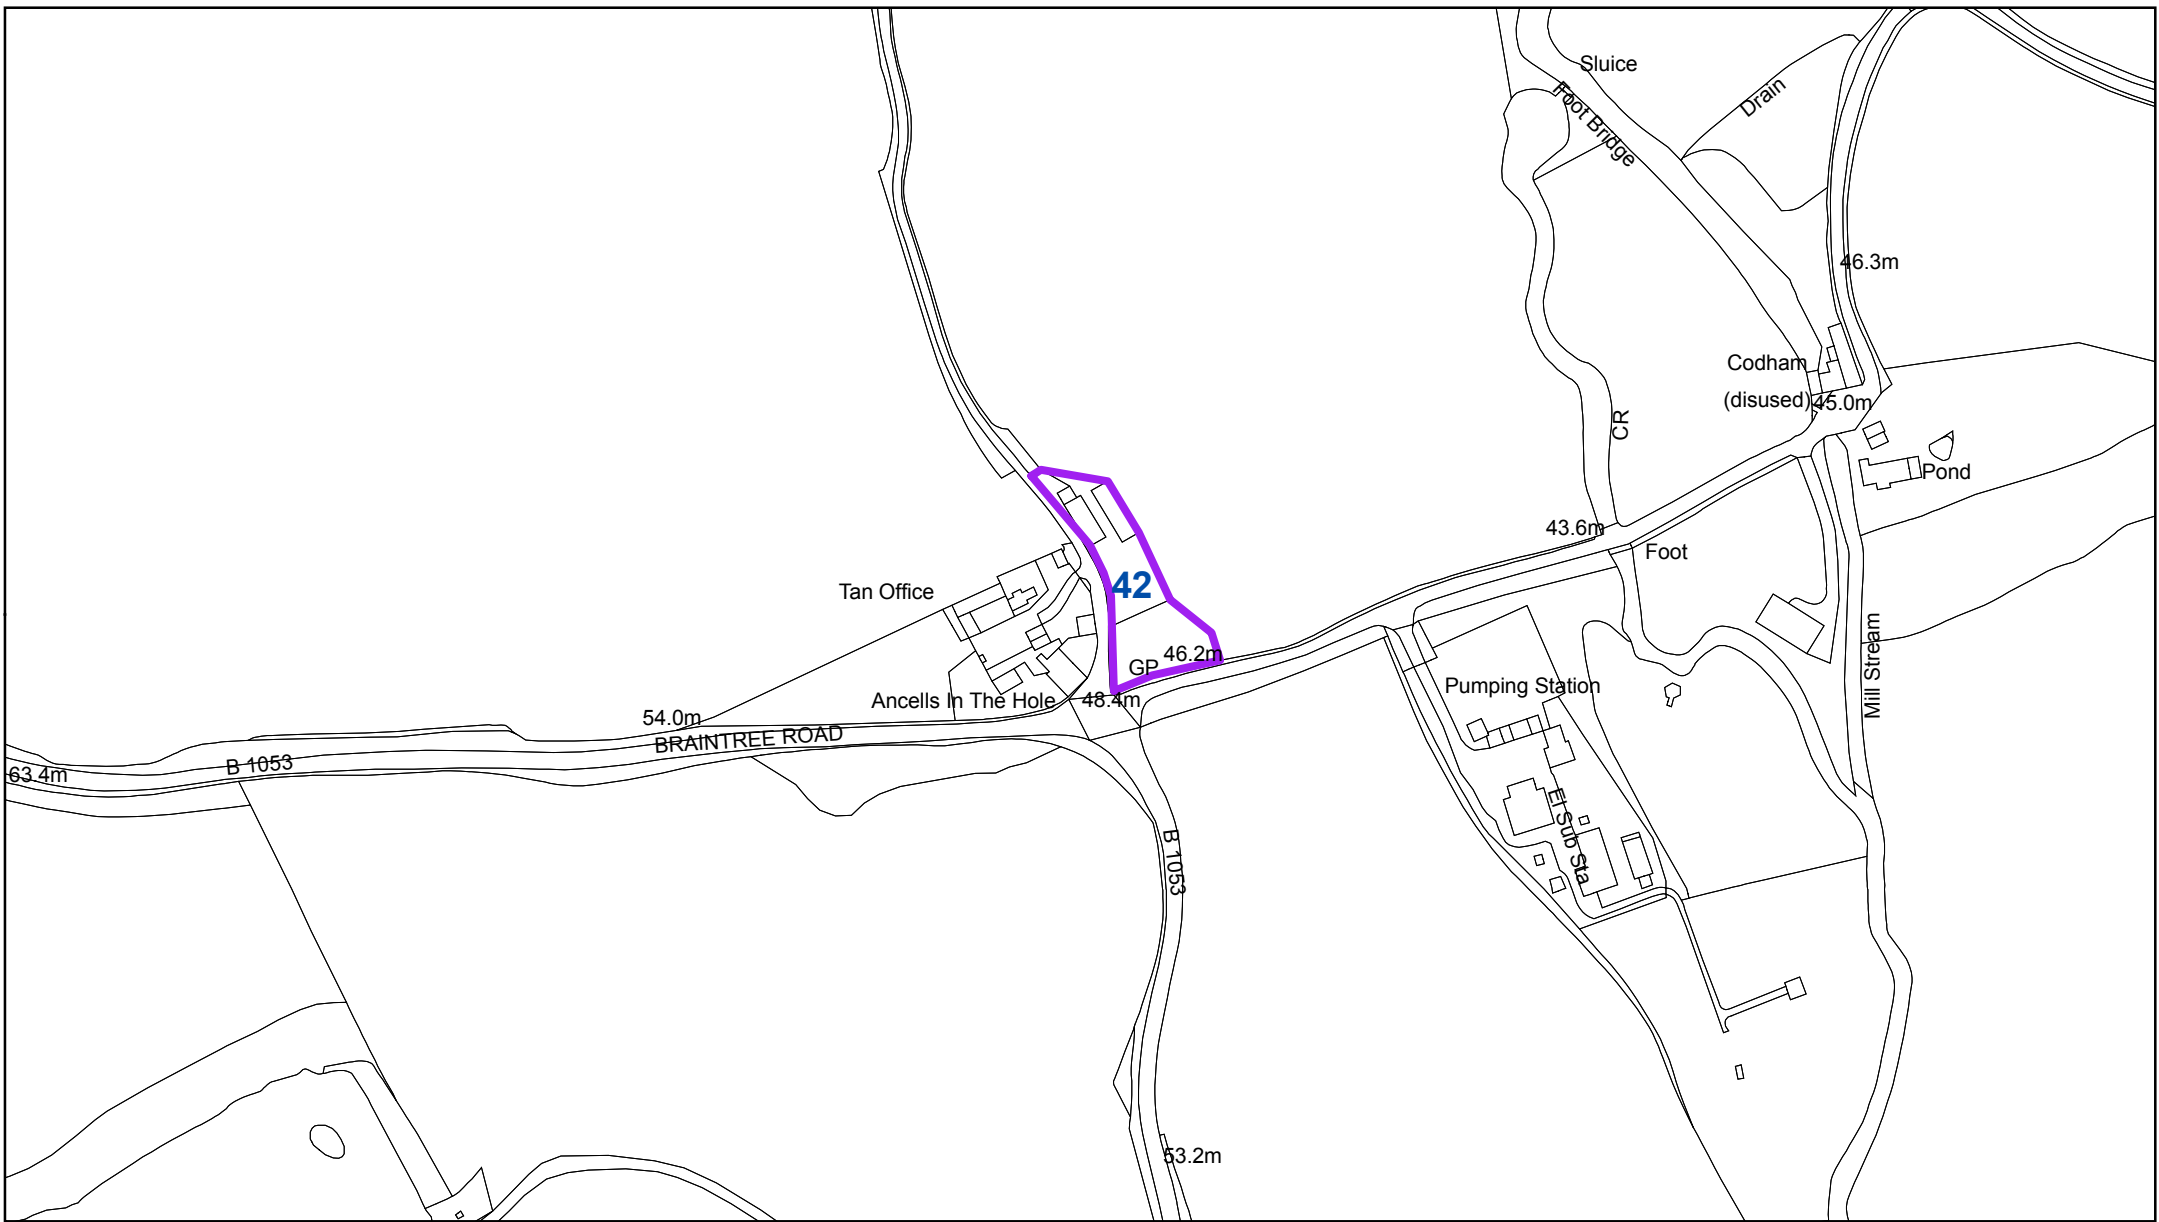 Sluice
Drain
Foot Bridge
46.3m
Codham
(disused)
45.0m
CR
Pond
43.6m
Foot
Tan Office
42
46.2m
GP
Mill Stream
Pumping Station
Ancells In The Hole
48.4m
54.0m
BRAINTREE ROAD
B 1053
63.4m
El Sub Sta
B 1053
53.2m